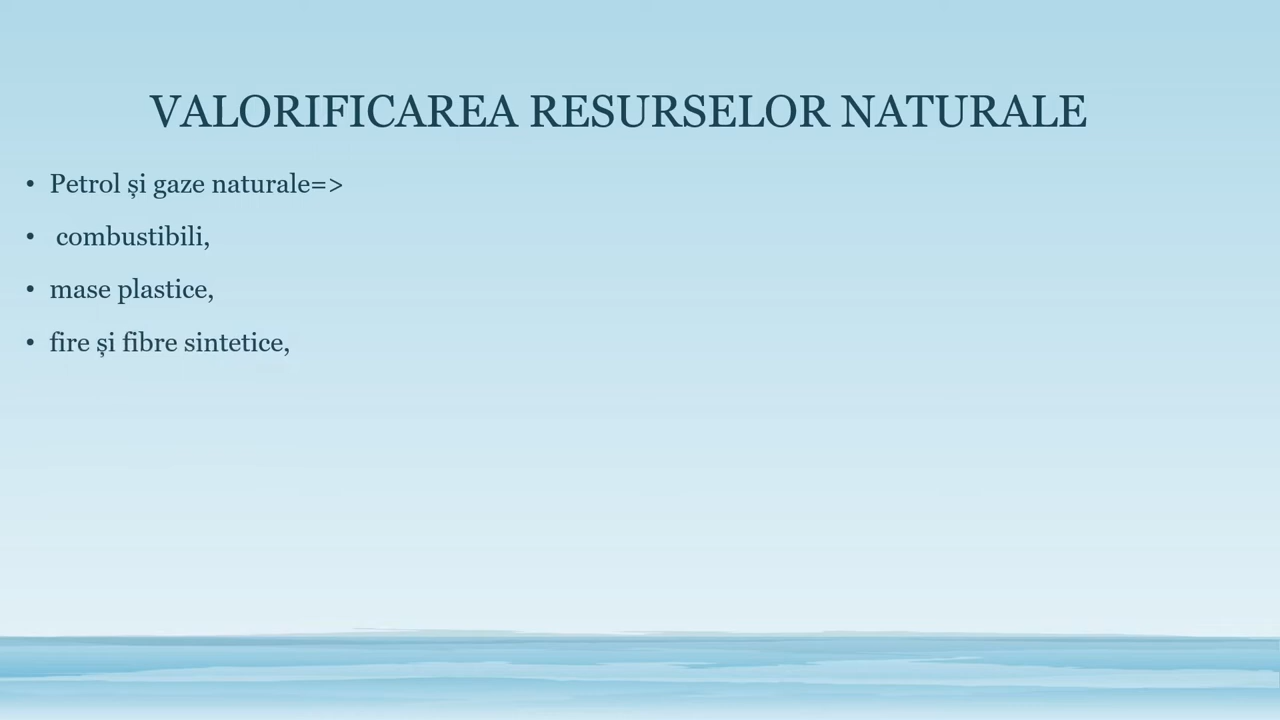 VALORIFICAREA RESURSELOR NATURALE
• Petrol și gaze naturale=>
• combustibili,
• mase plastice,
• fire și fibre sintetice,